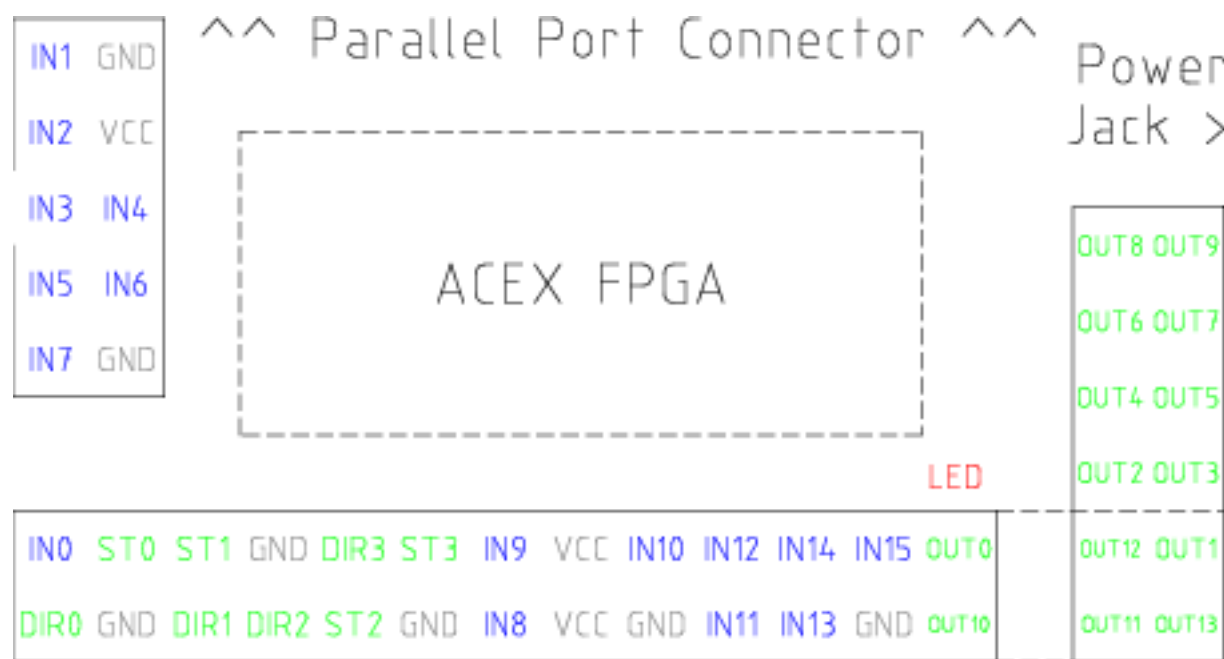 ^^ Parallel Port Connector ^^
Power
Jack >
IN1 GND
IN2 VCC
IN3 IN4
IN5 IN6
IN7 GND
ACEX FPGA
OUT8 OUT9
OUT6 OUT7
OUT4 OUT5
OUT2 OUT3
OUT12 OUT1
OUT11 OUT13
LED
IN0 ST0 ST1 GND DIR3 ST3 IN9 VCC IN10 IN12 IN14 IN15 OUT0
DIR0 GND DIR1 DIR2 ST2 GND IN8 VCC GND IN11 IN13 GND OUT10